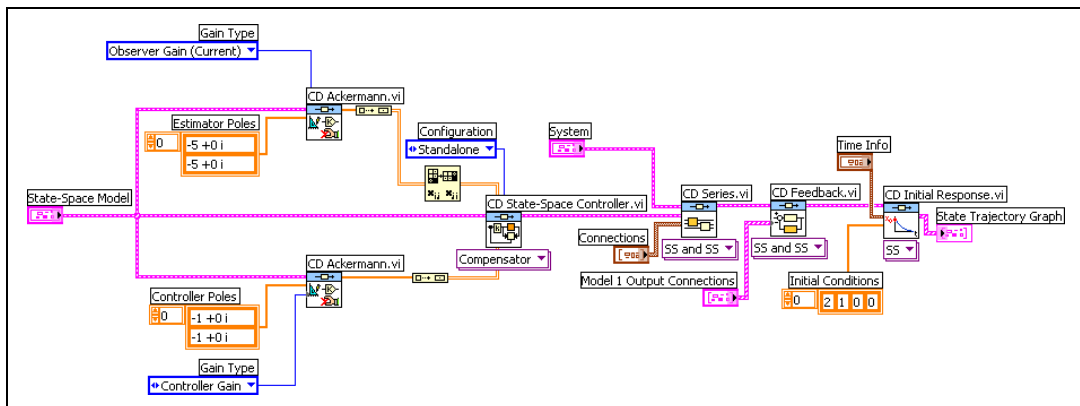 Gain Type
Observer Gain (Current)
CD Ackermann.vi
Estimator Poles
0
-5 +0 i
-5 +0 i
Configuration
Standalone
System
Time Info
State-Space Model
CD State-Space Controller.vi
Compensator
CD Series.vi
SS and SS
CD Feedback.vi
SS and SS
CD Initial Response.vi
SS
State Trajectory Graph
Connections
Model 1 Output Connections
Initial Conditions
0
2 1 0 0
CD Ackermann.vi
Controller Poles
0
-1 +0 i
-1 +0 i
Gain Type
Controller Gain